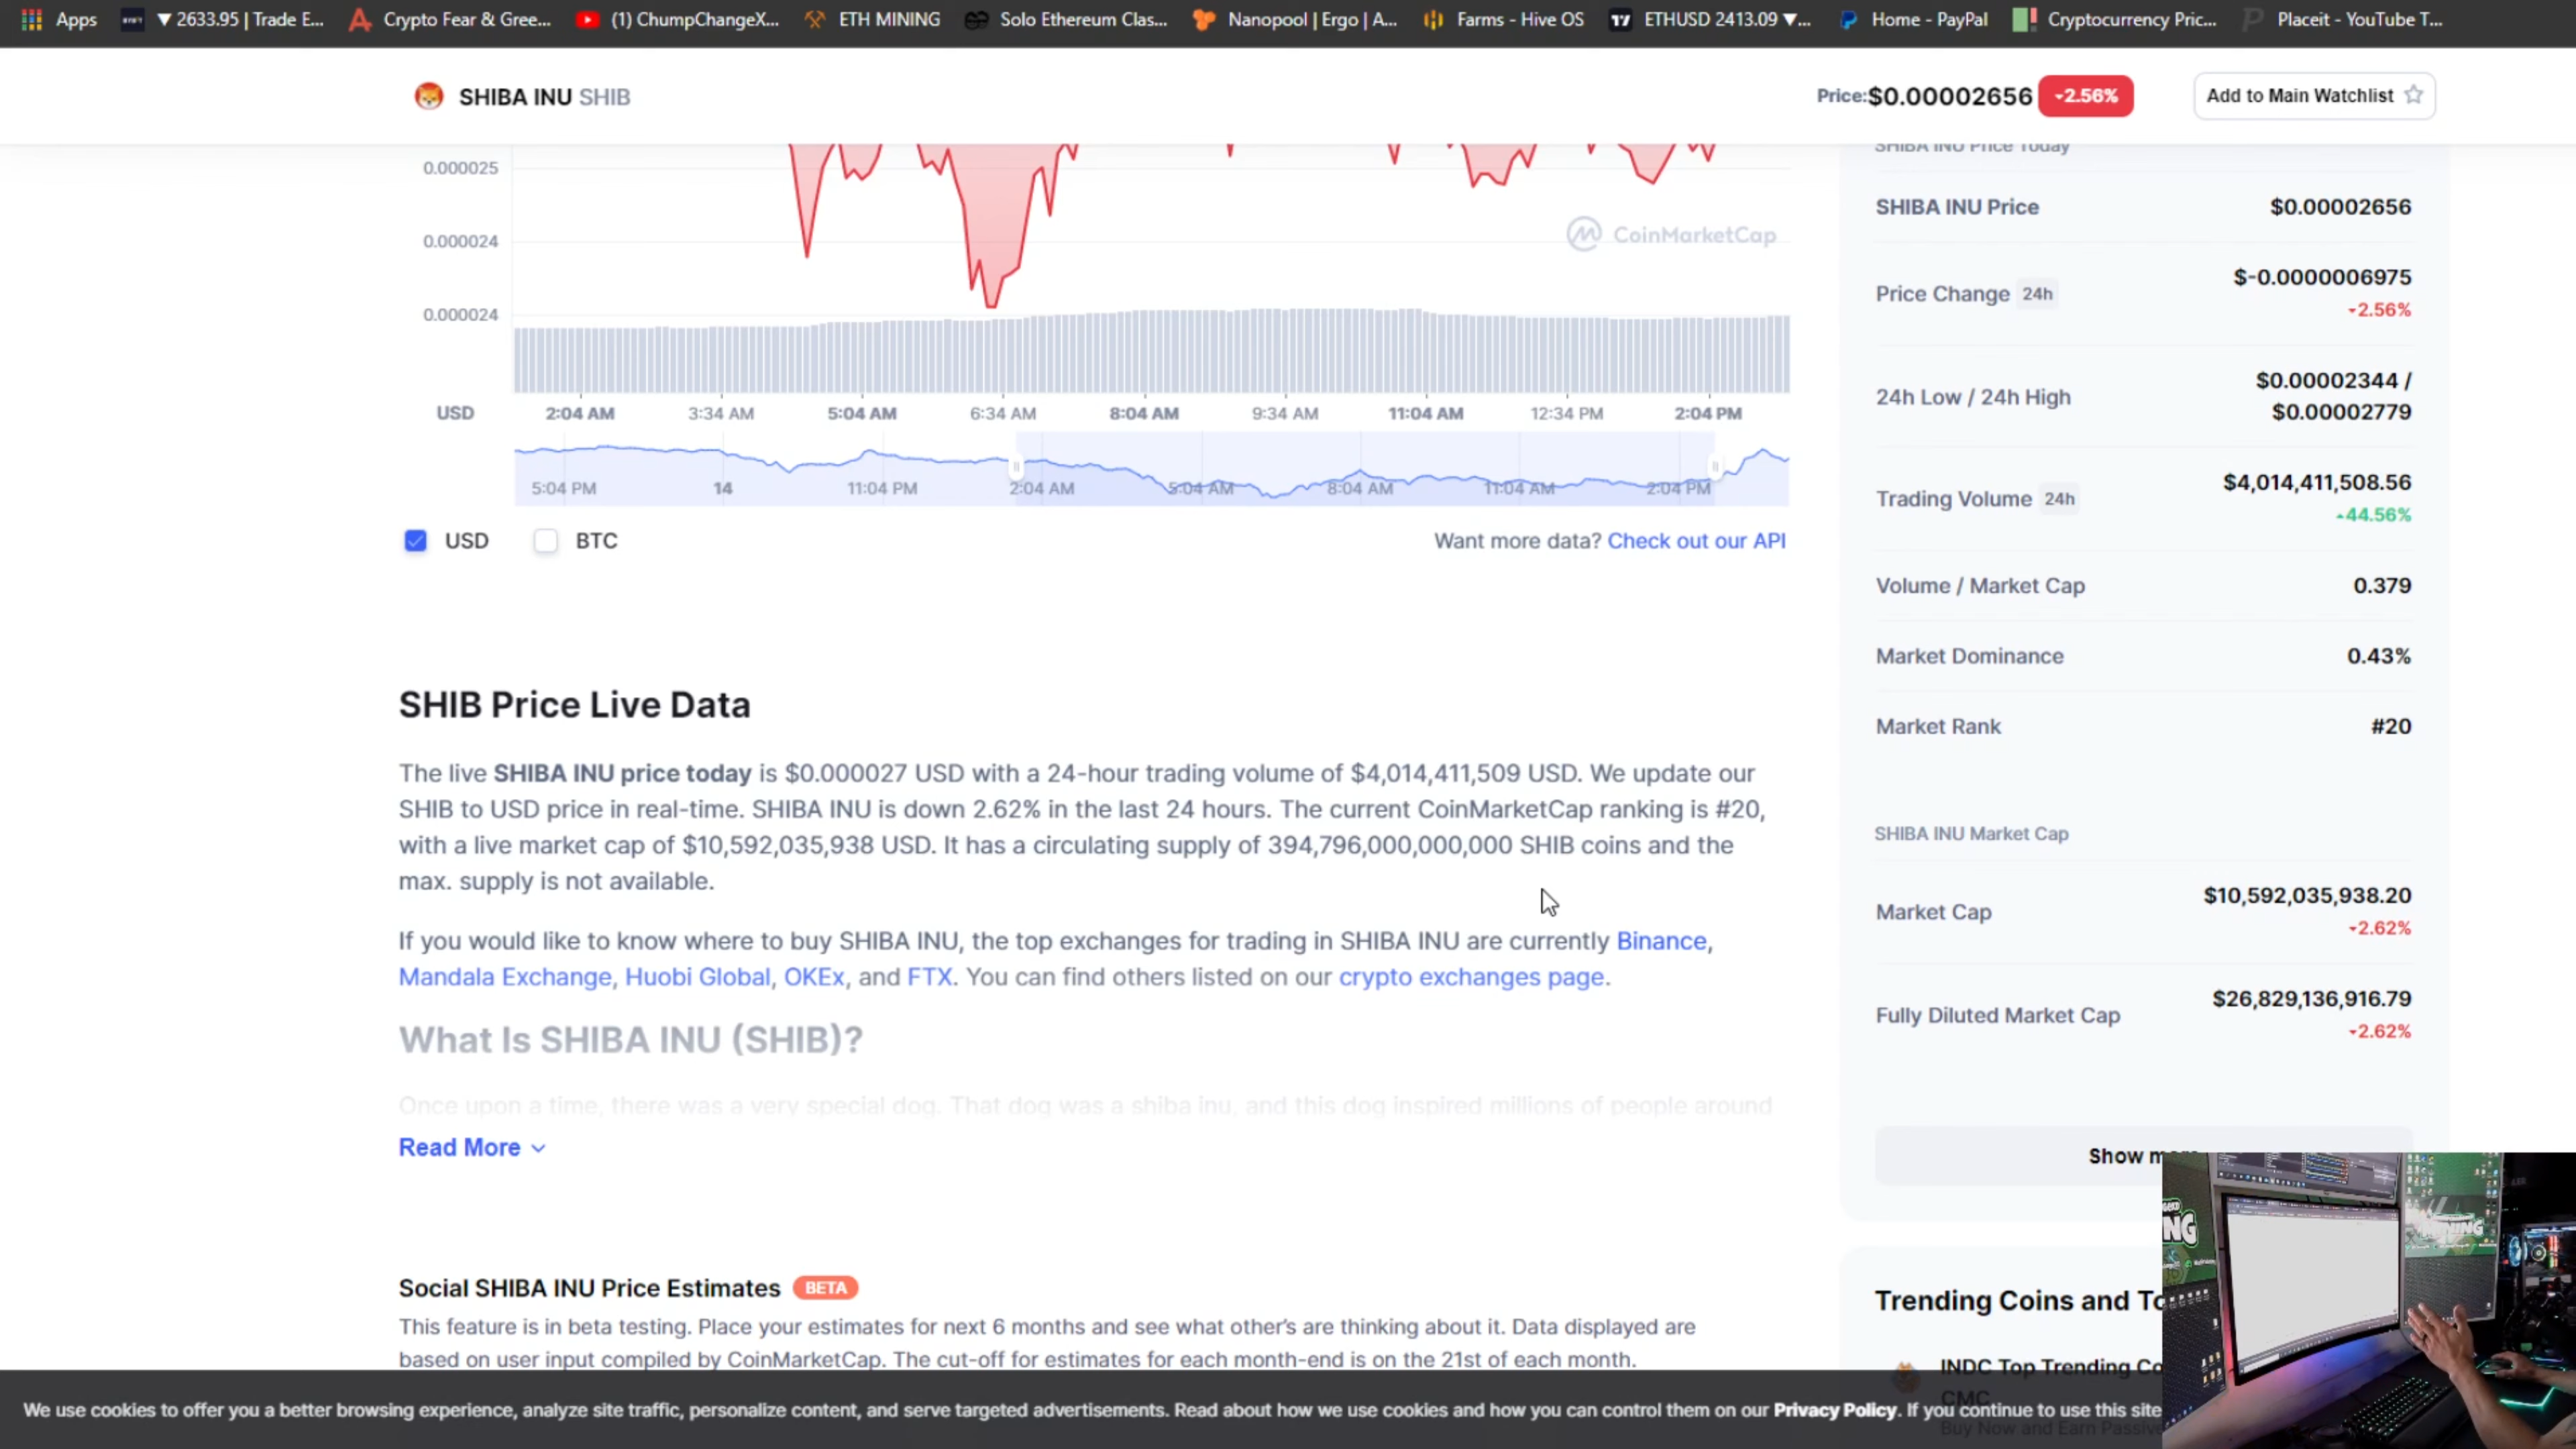 Apps
▼ 2633.95 | Trade E...
Crypto Fear & Gree...
(1) ChumpChangeX...
ETH MINING
Solo Ethereum Clas...
Nanopool | Ergo | A...
Farms - Hive OS
ETHUSD 2413.09 ▼...
Home - PayPal
Cryptocurrency Pric...
Placeit - YouTube T...
SHIBA INU SHIB
Price:$0.00002656
-2.56%
Add to Main Watchlist
0.000025
0.000024
0.000024
CoinMarketCap
USD
2:04 AM 3:34 AM 5:04 AM 6:34 AM 8:04 AM 9:34 AM 11:04 AM 12:34 PM 2:04 PM
5:04 PM 14 11:04 PM 2:04 AM 5:04 AM 8:04 AM 11:04 AM 2:04 PM
USD BTC
Want more data? Check out our API
SHIB Price Live Data
The live SHIBA INU price today is $0.000027 USD with a 24-hour trading volume of $4,014,411,509 USD. We update our
SHIB to USD price in real-time. SHIBA INU is down 2.62% in the last 24 hours. The current CoinMarketCap ranking is #20,
with a live market cap of $10,592,035,938 USD. It has a circulating supply of 394,796,000,000,000 SHIB coins and the
max. supply is not available.
If you would like to know where to buy SHIBA INU, the top exchanges for trading in SHIBA INU are currently Binance,
Mandala Exchange, Huobi Global, OKEx, and FTX. You can find others listed on our crypto exchanges page.
What Is SHIBA INU (SHIB)?
Once upon a time, there was a very special dog. That dog was a shiba inu, and this dog inspired millions of people around
Read More
Social SHIBA INU Price Estimates BETA
This feature is in beta testing. Place your estimates for next 6 months and see what other's are thinking about it. Data displayed are
based on user input compiled by CoinMarketCap. The cut-off for estimates for each month-end is on the 21st of each month.
SHIBA INU Price Today
SHIBA INU Price $0.00002656
Price Change 24h $-0.0000006975
-2.56%
24h Low / 24h High $0.00002344 /
$0.00002779
Trading Volume 24h $4,014,411,508.56
44.56%
Volume / Market Cap 0.379
Market Dominance 0.43%
Market Rank #20
SHIBA INU Market Cap
Market Cap $10,592,035,938.20
-2.62%
Fully Diluted Market Cap $26,829,136,916.79
-2.62%
Show more
Trending Coins and To
INDC Top Trending Co
CMC
Buy Now and Earn Passive
We use cookies to offer you a better browsing experience, analyze site traffic, personalize content, and serve targeted advertisements. Read about how we use cookies and how you can control them on our Privacy Policy. If you continue to use this site